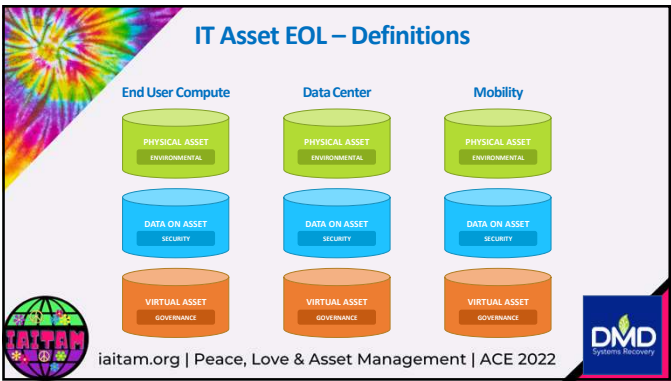 IT Asset EOL – Definitions
End User Compute
Data Center
Mobility
PHYSICAL ASSET
ENVIRONMENTAL
PHYSICAL ASSET
ENVIRONMENTAL
PHYSICAL ASSET
ENVIRONMENTAL
DATA ON ASSET
SECURITY
DATA ON ASSET
SECURITY
DATA ON ASSET
SECURITY
VIRTUAL ASSET
GOVERNANCE
VIRTUAL ASSET
GOVERNANCE
VIRTUAL ASSET
GOVERNANCE
IAITAM
iaitam.org | Peace, Love & Asset Management | ACE 2022
DMD
Systems Recovery